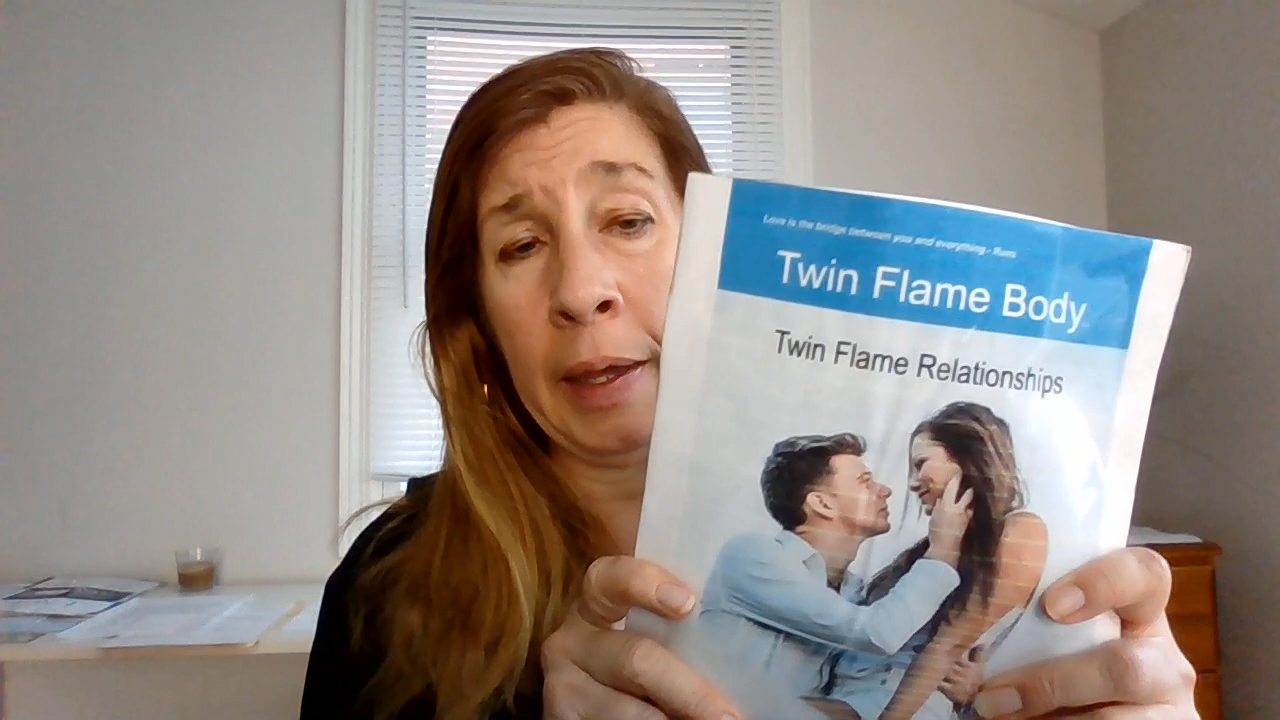 Love is the bridge between you and everything - Rumi
Twin Flame Body
Twin Flame Relationships